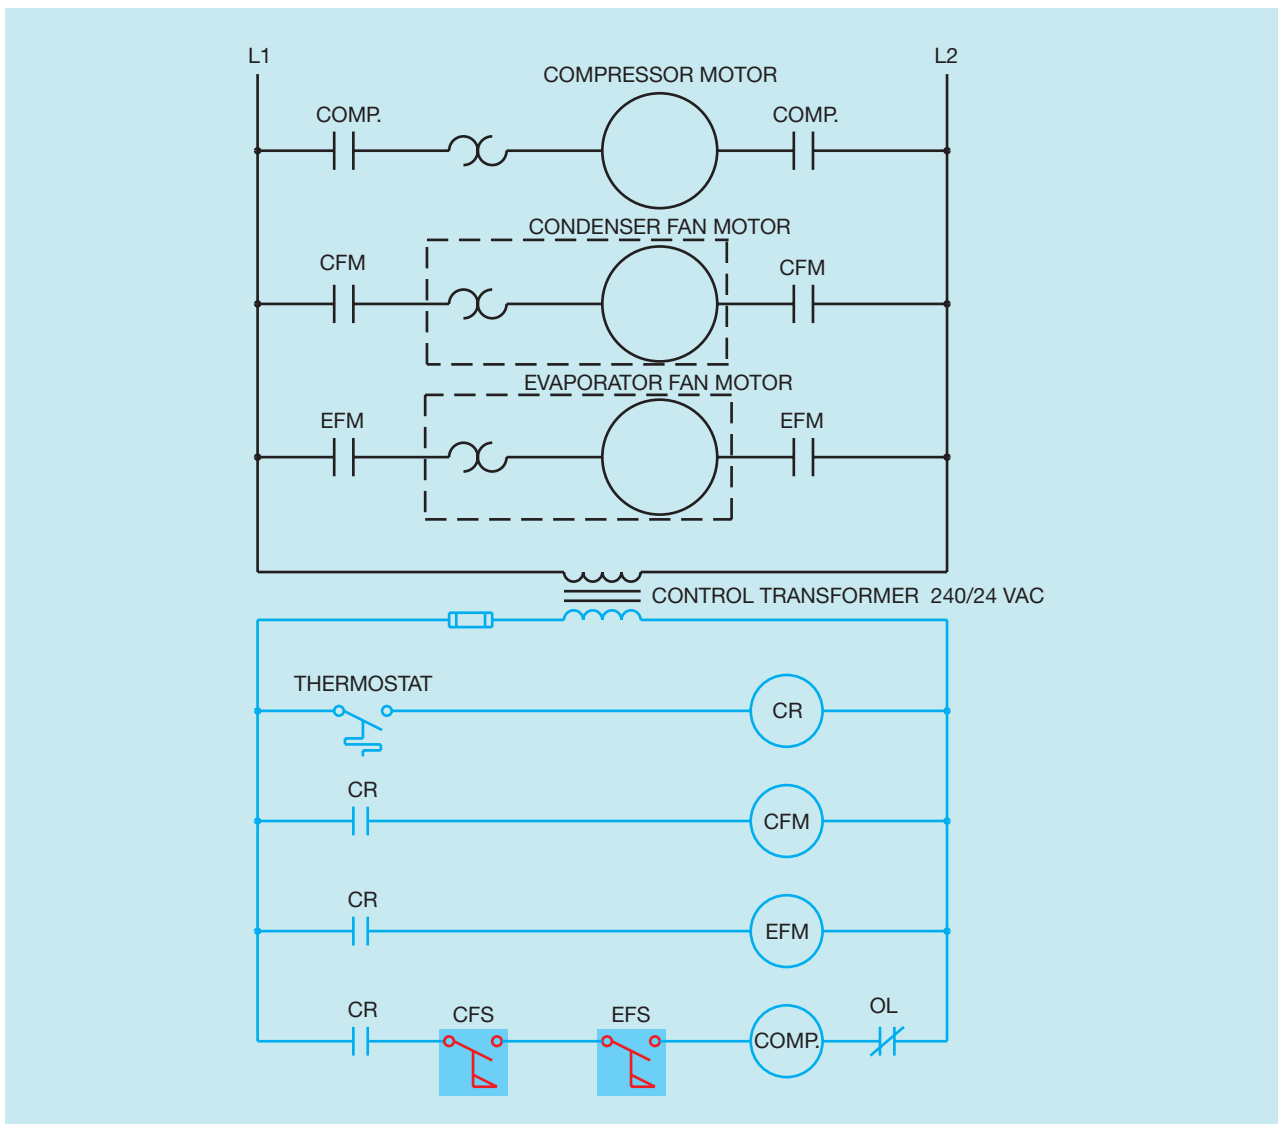 L1
L2
COMPRESSOR MOTOR
COMP.
COMP.
CONDENSER FAN MOTOR
CFM
CFM
EVAPORATOR FAN MOTOR
EFM
EFM
CONTROL TRANSFORMER 240/24 VAC
THERMOSTAT
CR
CR
CFM
CR
EFM
CR
CFS
EFS
COMP.
OL